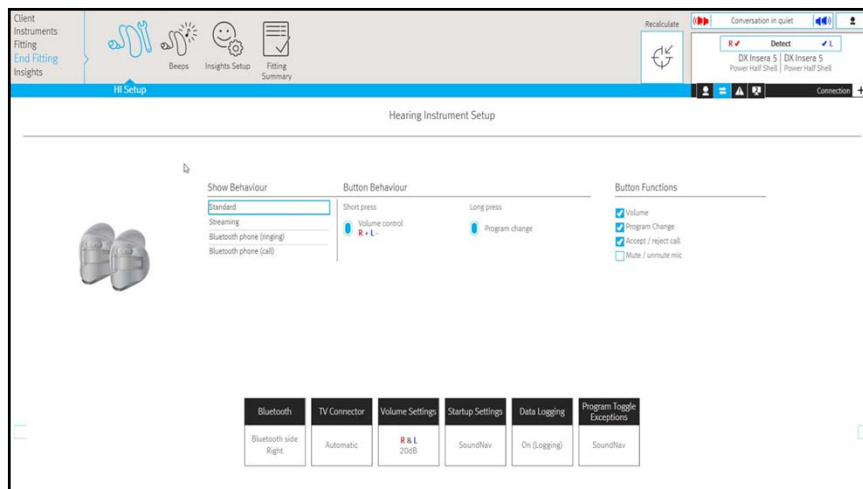 Client
Instruments
Fitting
End Fitting
Insights
HI Setup
Beeps
Insights Setup
Fitting
Summary
Recalculate
Conversation in quiet
R✔ Detect ✔L
DX Insera 5 | DX Insera 5
Power Half Shell | Power Half Shell
Connection +
Hearing Instrument Setup
Show Behaviour
Standard
Streaming
Bluetooth phone (ringing)
Bluetooth phone (call)
Button Behaviour
Short press
Volume control
R + L -
Long press
Program change
Button Functions
Volume
Program Change
Accept / reject call
Mute / unmute mic
Bluetooth
Bluetooth side
Right
TV Connector
Automatic
Volume Settings
R & L
20dB
Startup Settings
SoundNav
Data Logging
On (Logging)
Program Toggle
Exceptions
SoundNav